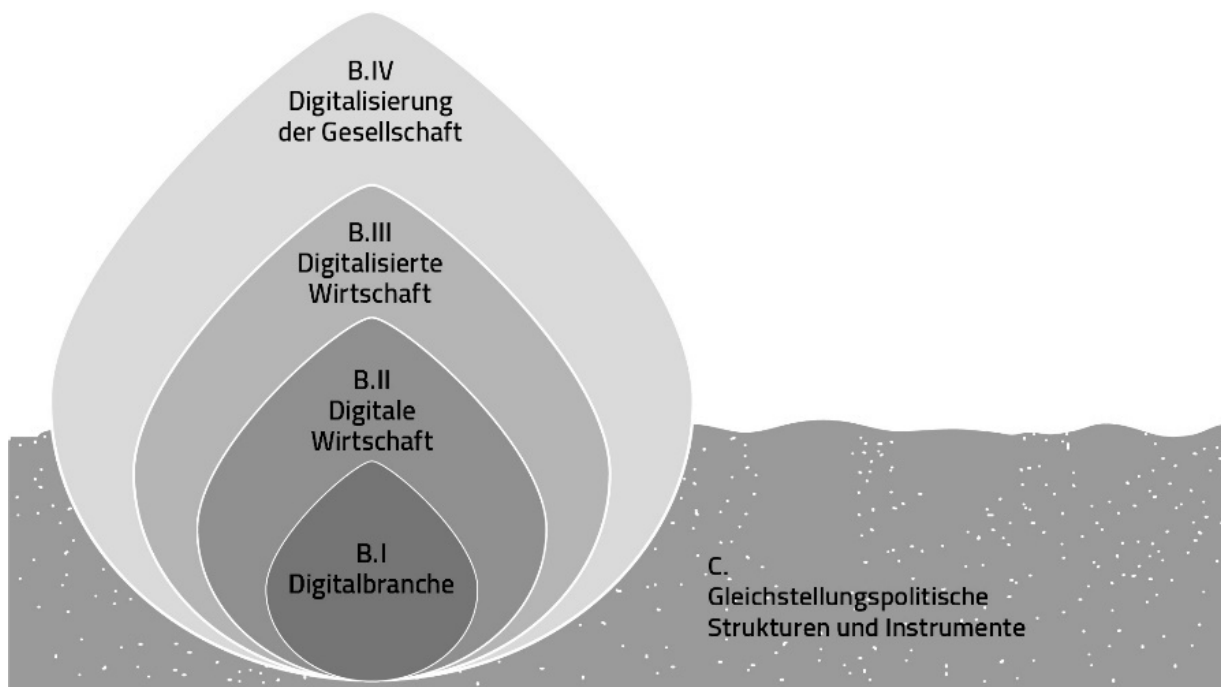 B.IV
Digitalisierung
der Gesellschaft
B.III
Digitalisierte
Wirtschaft
B.II
Digitale
Wirtschaft
B.I
Digitalbranche
C.
Gleichstellungspolitische
Strukturen und Instrumente